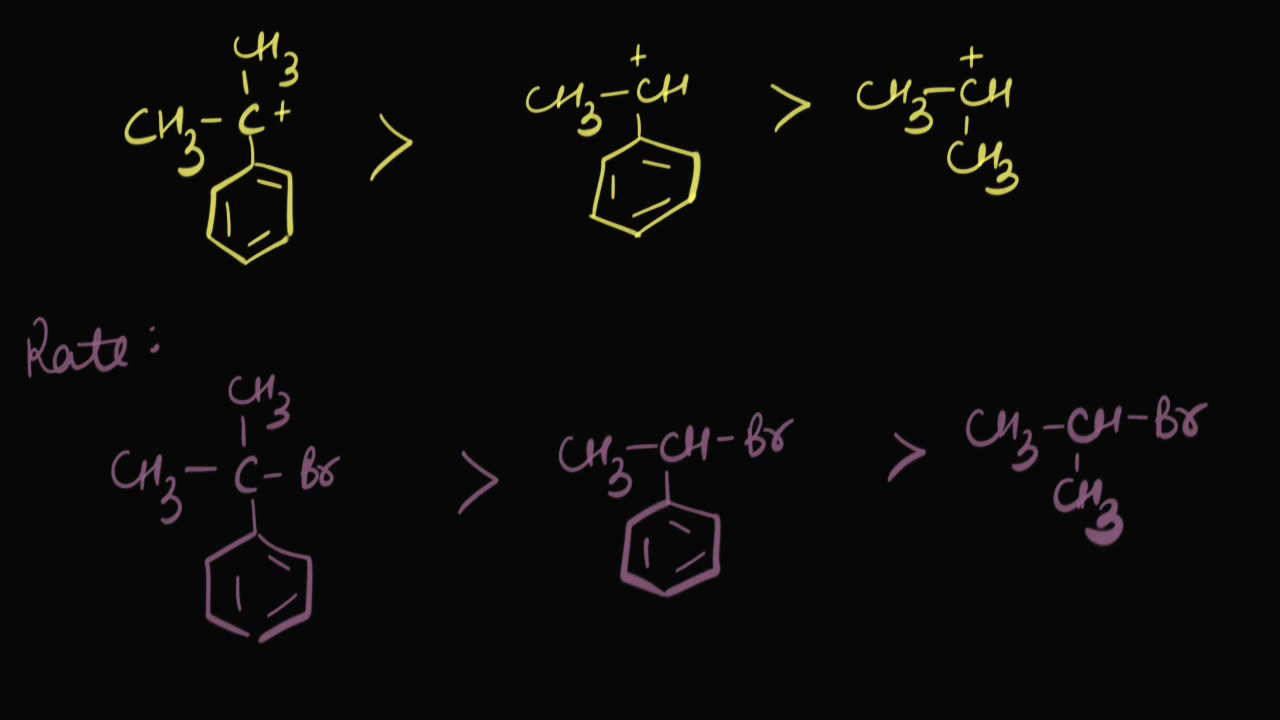 CH3 CH3 - C + > CH3 - CH + > CH3 - CH + CH3
Rate :
CH3 CH3 - C - Br > CH3 - CH - Br > CH3 - CH - Br CH3